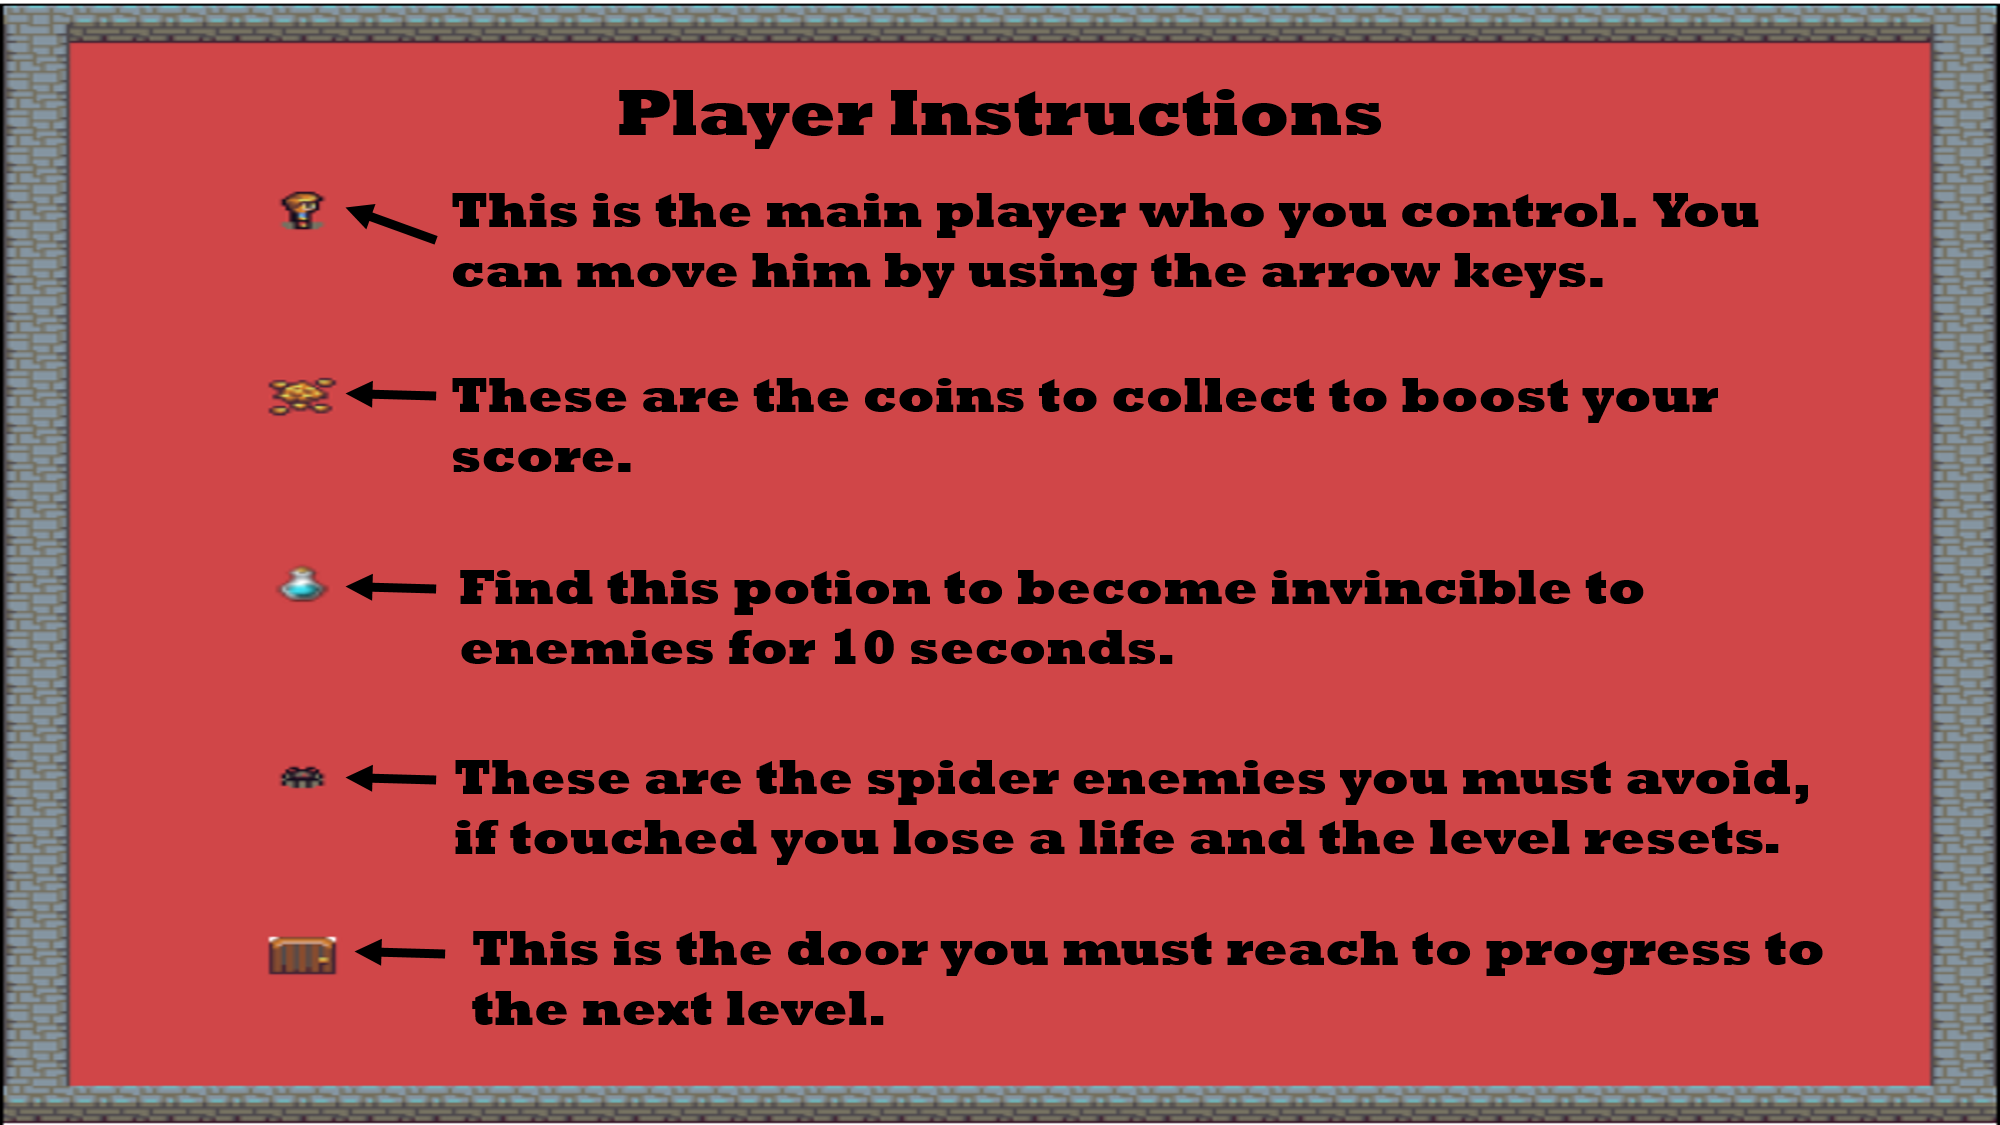 Player Instructions
This is the main player who you control. You
can move him by using the arrow keys.
These are the coins to collect to boost your
score.
Find this potion to become invincible to
enemies for 10 seconds.
These are the spider enemies you must avoid,
if touched you lose a life and the level resets.
This is the door you must reach to progress to
the next level.